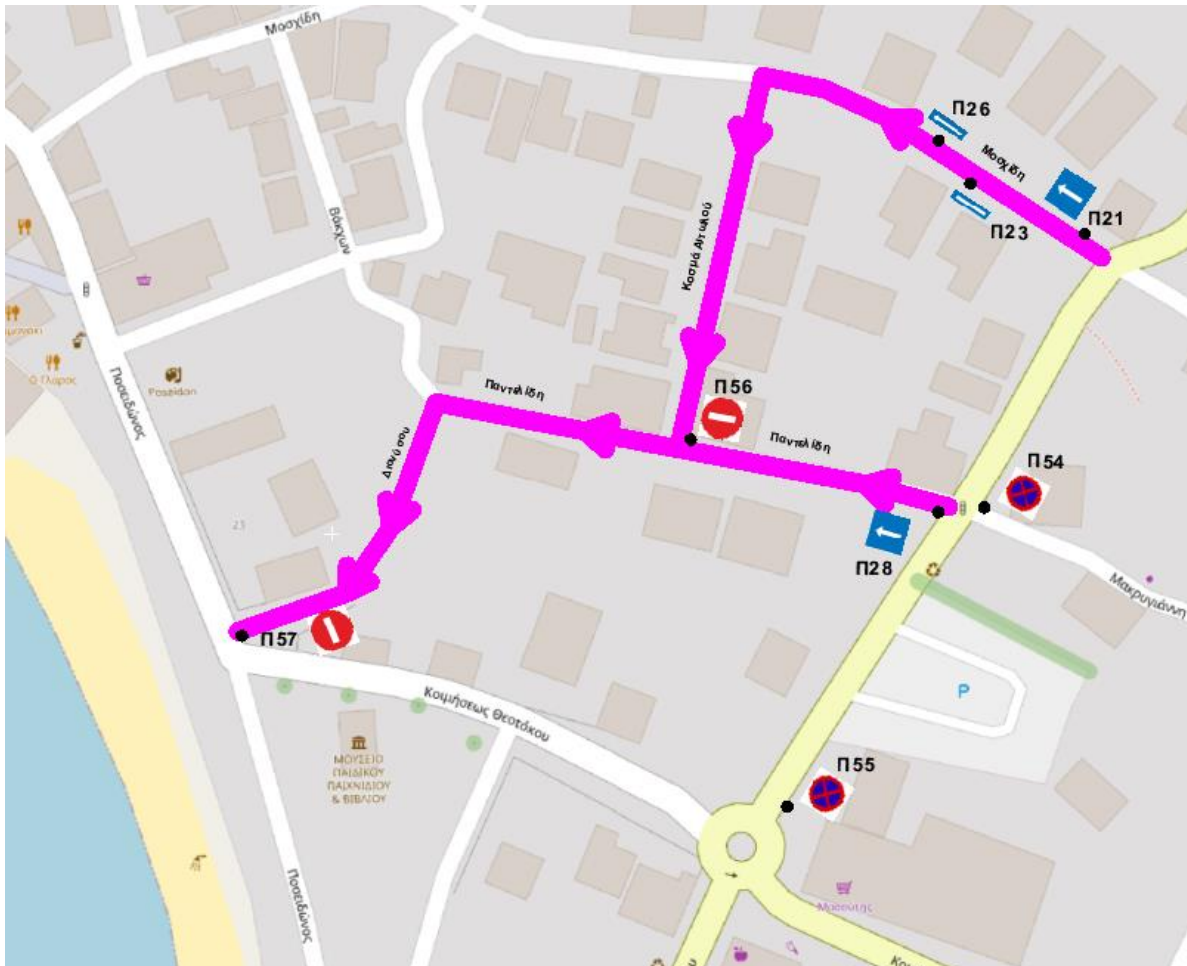 Μοσχίδη
Π26
Μοσχίδη
Π21
Π23
Βάκχων
Κοσμά Αιτωλού
Ο Γλάρος
Ποσειδώνος
Poseidon
Παντελίδη
Π56
Παντελίδη
Διονύσου
Π54
23
Π28
Μακρυγιάννη
Π57
Κοιμήσεως Θεοτόκου
P
ΜΟΥΣΕΙΟ
ΠΑΙΔΙΚΟΥ
ΠΑΙΧΝΙΔΙΟΥ
& ΒΙΒΛΙΟΥ
Π55
Ποσειδώνος
Μασούτης